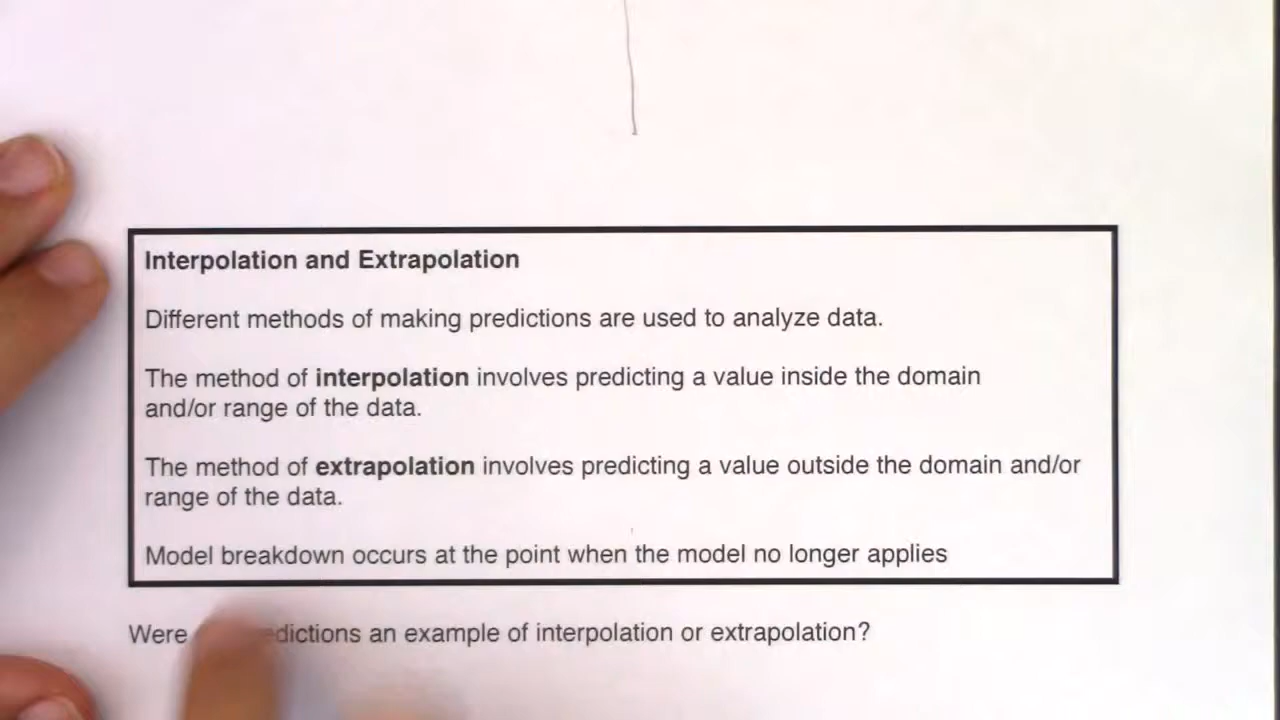 Interpolation and Extrapolation
Different methods of making predictions are used to analyze data.
The method of interpolation involves predicting a value inside the domain
and/or range of the data.
The method of extrapolation involves predicting a value outside the domain and/or
range of the data.
Model breakdown occurs at the point when the model no longer applies
Were an example of interpolation or extrapolation?